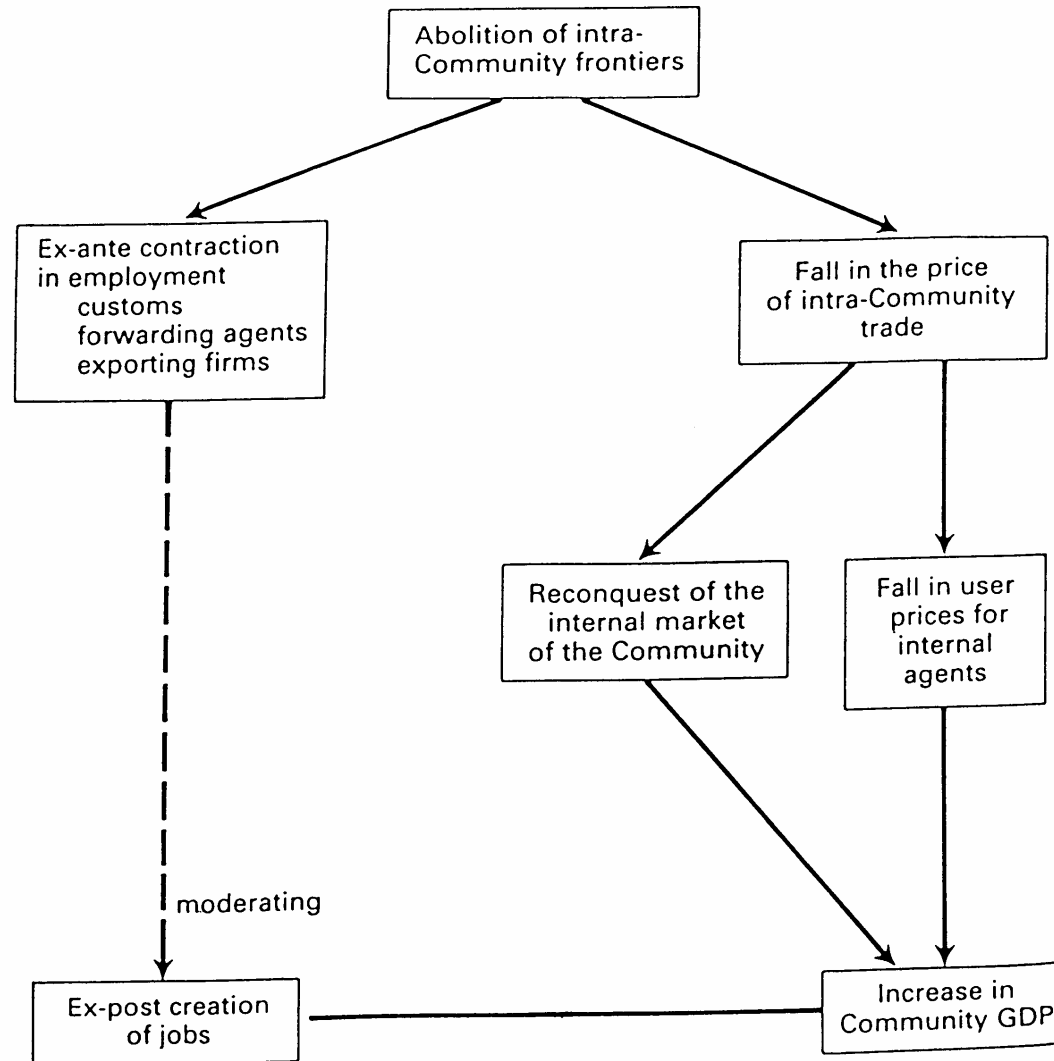 Abolition of intra-
Community frontiers
Ex-ante contraction
in employment
customs
forwarding agents
exporting firms
Fall in the price
of intra-Community
trade
Reconquest of the
internal market
of the Community
Fall in user
prices for
internal
agents
moderating
Ex-post creation
of jobs
Increase in
Community GDP